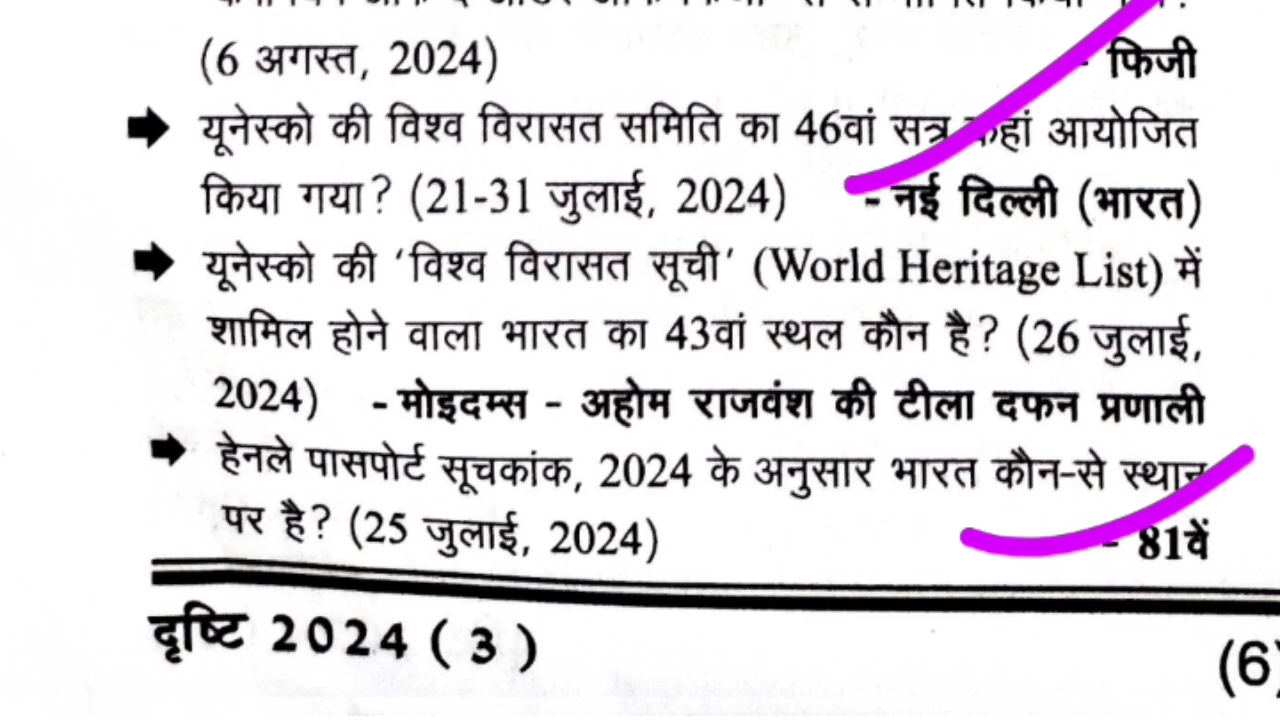 (6 अगस्त, 2024) - फिजी
➡ यूनेस्को की विश्व विरासत समिति का 46वां सत्र कहां आयोजित
किया गया? (21-31 जुलाई, 2024) - नई दिल्ली (भारत)
➡ यूनेस्को की ‘विश्व विरासत सूची’ (World Heritage List) में
शामिल होने वाला भारत का 43वां स्थल कौन है? (26 जुलाई,
2024) - मोइदम्स - अहोम राजवंश की टीला दफन प्रणाली
➡ हेनले पासपोर्ट सूचकांक, 2024 के अनुसार भारत कौन-से स्थान
पर है? (25 जुलाई, 2024) - 81वें
दृष्टि 2024 ( 3 ) (6)